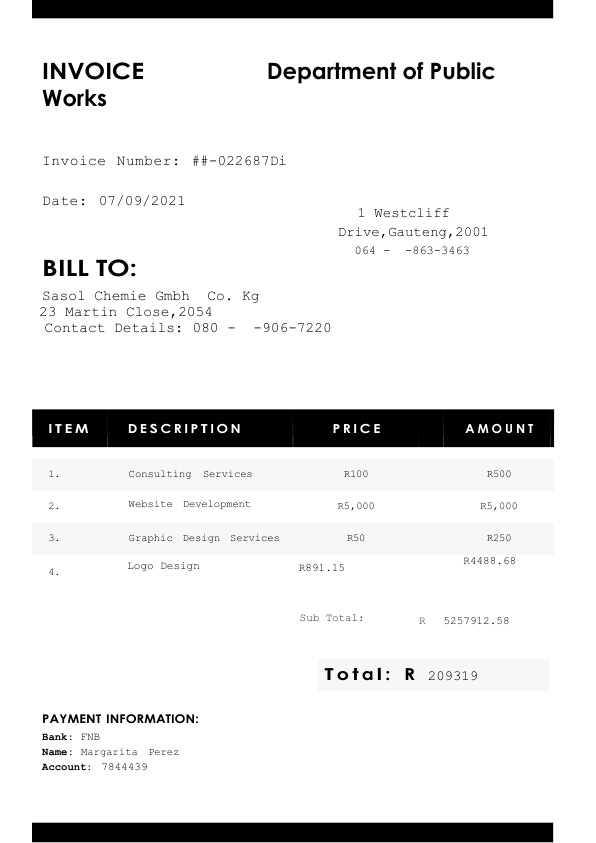 INVOICE Department of Public
Works
Invoice Number: ##-022687Di
Date: 07/09/2021
1 Westcliff
Drive,Gauteng,2001
064 - -863-3463
BILL TO:
Sasol Chemie Gmbh Co. Kg
23 Martin Close,2054
Contact Details: 080 - -906-7220
ITEM DESCRIPTION PRICE AMOUNT
1. Consulting Services R100 R500
2. Website Development R5,000 R5,000
3. Graphic Design Services R50 R250
4. Logo Design R891.15 R4488.68
Sub Total: R 5257912.58
Total: R 209319
PAYMENT INFORMATION:
Bank: FNB
Name: Margarita Perez
Account: 7844439